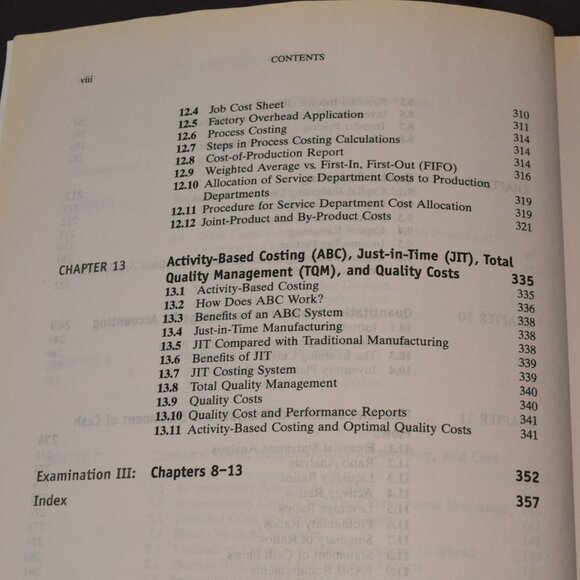 CONTENTS
viii
12.4 Job Cost Sheet 310
12.5 Factory Overhead Application 311
12.6 Process Costing 314
12.7 Steps in Process Costing Calculations 314
12.8 Cost-of-Production Report 314
12.9 Weighted Average vs. First-In, First-Out (FIFO) 316
12.10 Allocation of Service Department Costs to Production
Departments 319
12.11 Procedure for Service Department Cost Allocation 319
12.12 Joint-Product and By-Product Costs 321
CHAPTER 13 Activity-Based Costing (ABC), Just-in-Time (JIT), Total
Quality Management (TQM), and Quality Costs 335
13.1 Activity-Based Costing 335
13.2 How Does ABC Work? 336
13.3 Benefits of an ABC System 338
13.4 Just-in-Time Manufacturing 338
13.5 JIT Compared with Traditional Manufacturing 338
13.6 Benefits of JIT 339
13.7 JIT Costing System 339
13.8 Total Quality Management 340
13.9 Quality Costs 340
13.10 Quality Cost and Performance Reports 341
13.11 Activity-Based Costing and Optimal Quality Costs 341
Examination III: Chapters 8–13 352
Index 357